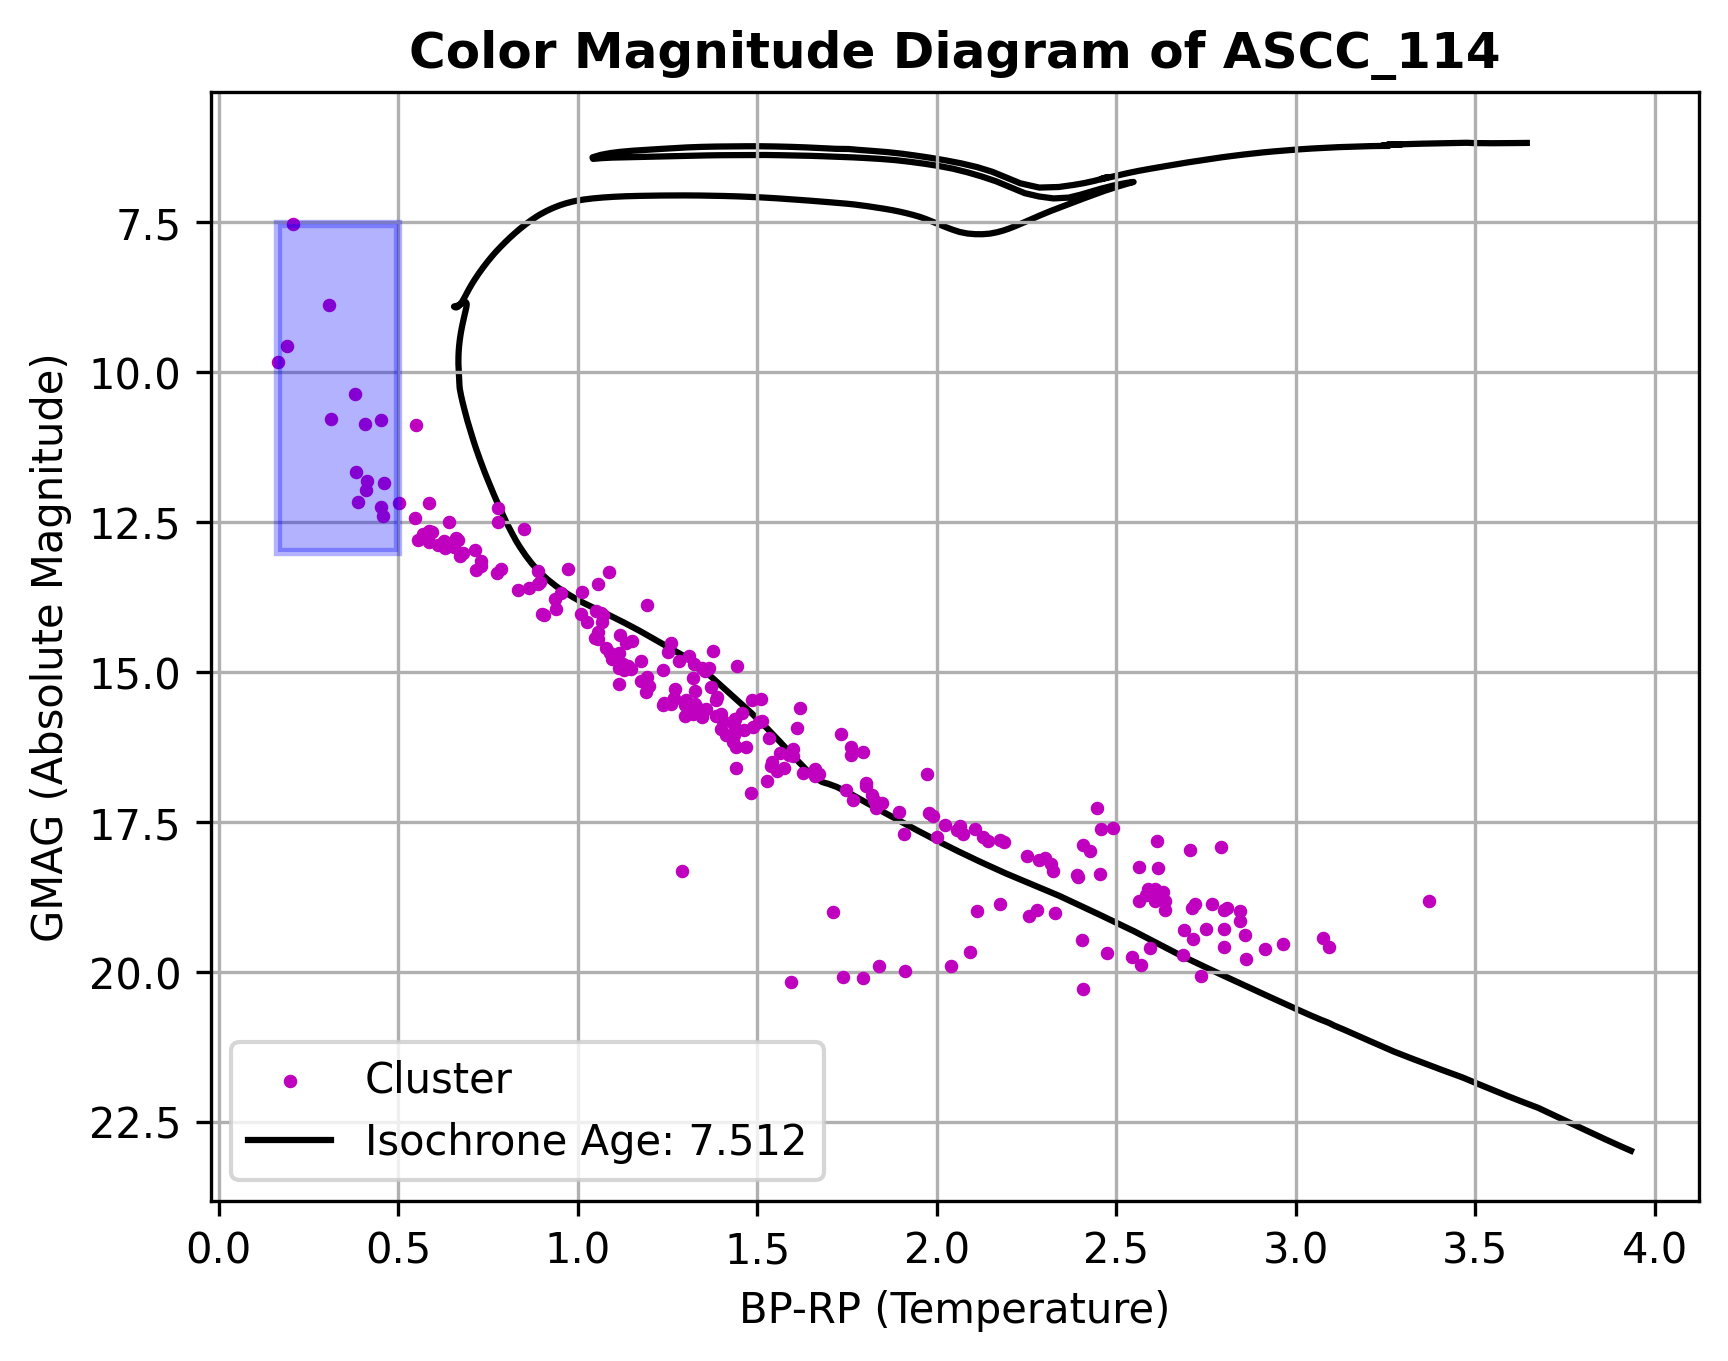 Color Magnitude Diagram of ASCC_114
GMAG (Absolute Magnitude)
7.5
10.0
12.5
15.0
17.5
20.0
22.5
Cluster
Isochrone Age: 7.512
0.0 0.5 1.0 1.5 2.0 2.5 3.0 3.5 4.0
BP-RP (Temperature)